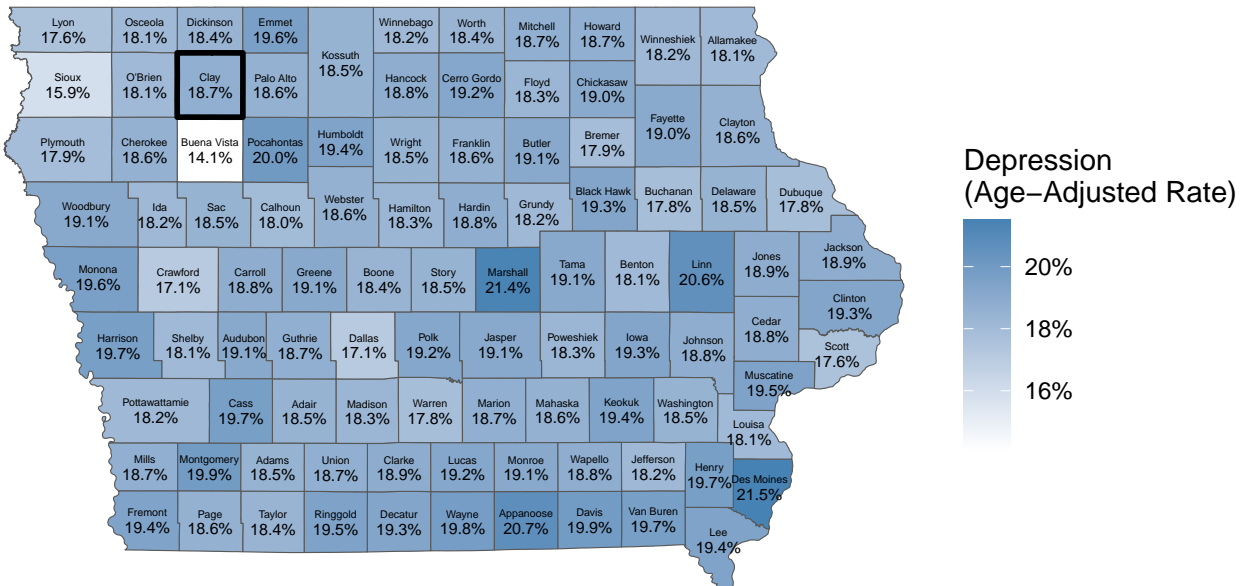 Lyon Osceola Dickinson Emmet Winnebago Worth Mitchell Howard Winneshiek Allamakee
17.6% 18.1% 18.4% 19.6% 18.2% 18.4% 18.7% 18.7% 18.2% 18.1%
Kossuth
18.5%
Sioux O'Brien Clay Palo Alto Hancock Cerro Gordo Floyd Chickasaw
15.9% 18.1% 18.7% 18.6% 18.8% 19.2% 18.3% 19.0%
Fayette Clayton
19.0% 18.6%
Plymouth Cherokee Buena Vista Pocahontas Humboldt Wright Franklin Butler Bremer
17.9% 18.6% 14.1% 20.0% 19.4% 18.5% 18.6% 19.1% 17.9%
Depression
(Age−Adjusted Rate)
Woodbury Ida Sac Calhoun Webster Hamilton Hardin Grundy Black Hawk Buchanan Delaware Dubuque
19.1% 18.2% 18.5% 18.0% 18.6% 18.3% 18.8% 18.2% 19.3% 17.8% 18.5% 17.8%
Monona Crawford Carroll Greene Boone Story Marshall Tama Benton Linn Jones Jackson
19.6% 17.1% 18.8% 19.1% 18.4% 18.5% 21.4% 19.1% 18.1% 20.6% 18.9% 18.9%
20%
Clinton
19.3%
Harrison Shelby Audubon Guthrie Dallas Polk Jasper Poweshiek Iowa Johnson Cedar Scott
19.7% 18.1% 19.1% 18.7% 17.1% 19.2% 19.1% 18.3% 19.3% 18.8% 18.8% 17.6%
18%
Muscatine
19.5%
16%
Pottawattamie Cass Adair Madison Warren Marion Mahaska Keokuk Washington Louisa
18.2% 19.7% 18.5% 18.3% 17.8% 18.7% 18.6% 19.4% 18.5% 18.1%
Mills Montgomery Adams Union Clarke Lucas Monroe Wapello Jefferson Henry Des Moines
18.7% 19.9% 18.5% 18.7% 18.9% 19.2% 19.1% 18.8% 18.2% 19.7% 21.5%
Fremont Page Taylor Ringgold Decatur Wayne Appanoose Davis Van Buren Lee
19.4% 18.6% 18.4% 19.5% 19.3% 19.8% 20.7% 19.9% 19.7% 19.4%